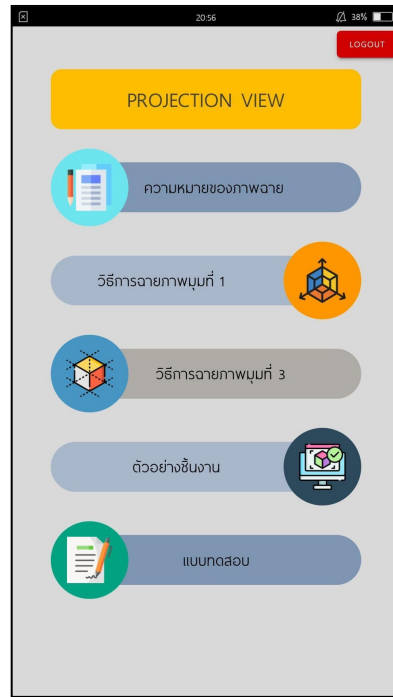 20:56
38%
LOGOUT
PROJECTION VIEW
ความหมายของภาพฉาย
วิธีการฉายภาพมุมที่ 1
วิธีการฉายภาพมุมที่ 3
ตัวอย่างชิ้นงาน
แบบทดสอบ